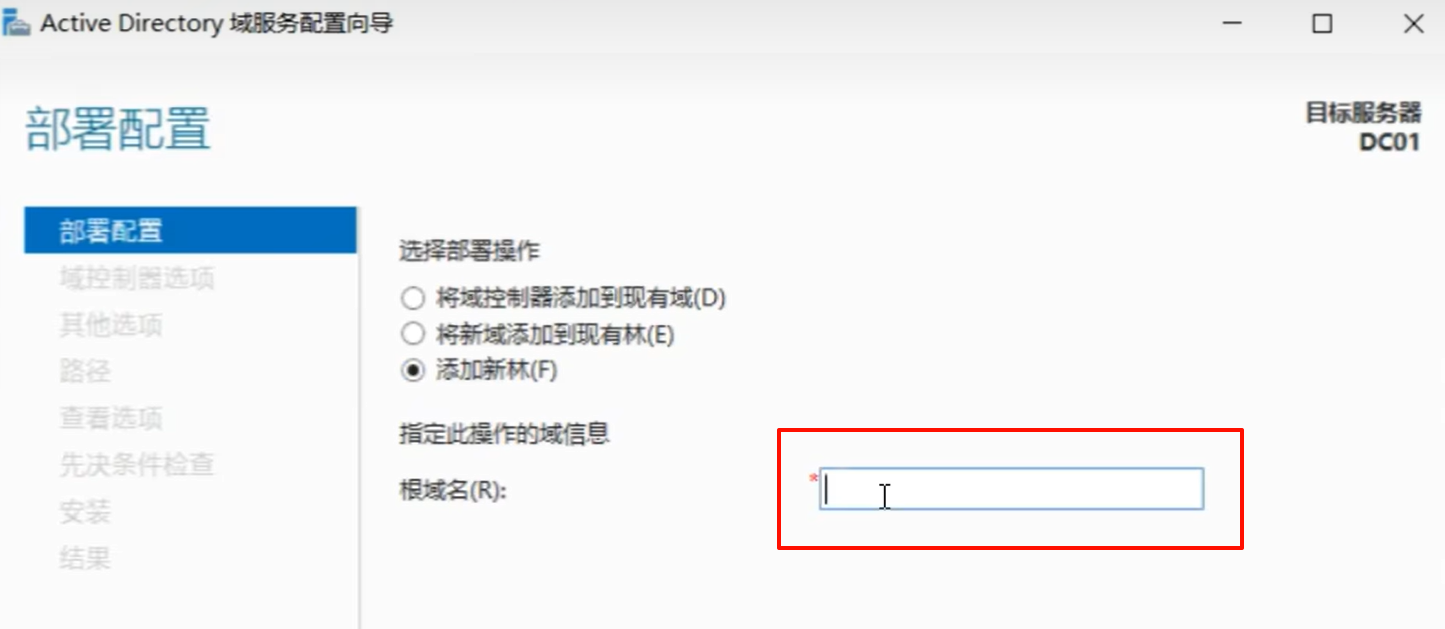 Active Directory 域服务配置向导
部署配置
目标服务器
DC01
部署配置
域控制器选项
其他选项
路径
查看选项
先决条件检查
安装
结果
选择部署操作
将域控制器添加到现有域(D)
将新域添加到现有林(E)
添加新林(F)
指定此操作的域信息
根域名(R):
*